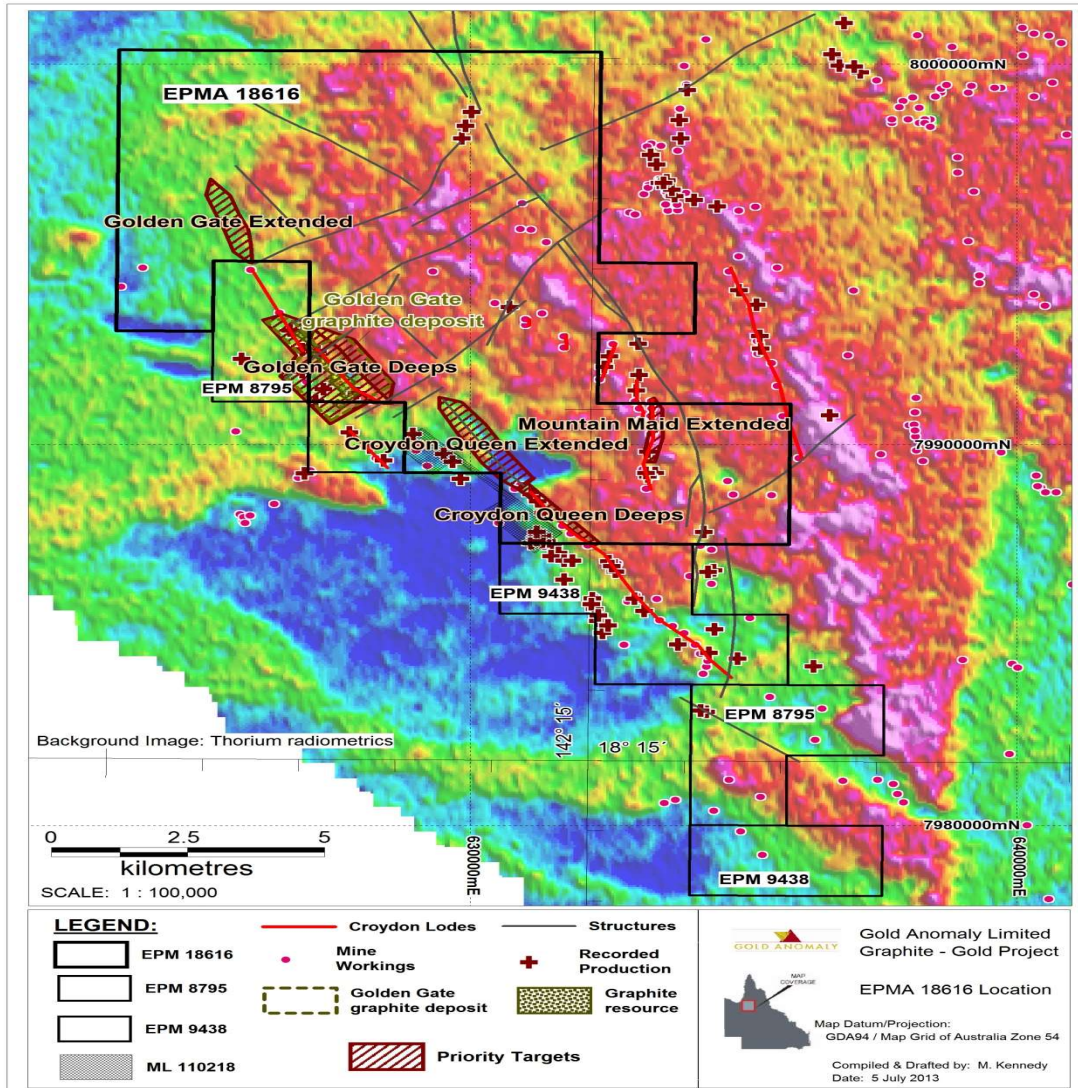 8000000mN
EPMA 18616
Golden Gate Extended
Golden Gate
graphite deposit
Golden Gate Deeps
EPM 8795
Mountain Maid Extended
Croydon Queen Extended
7990000mN
Croydon Queen Deeps
EPM 9438
EPM 8795
142° 15´
18° 15´
Background Image: Thorium radiometrics
7980000mN
0 2.5 5
kilometres
SCALE: 1 : 100,000
630000mE
640000mE
EPM 9438
LEGEND:
EPM 18616
EPM 8795
EPM 9438
ML 110218
Croydon Lodes
Mine
Workings
Golden Gate
graphite deposit
Structures
Recorded
Production
Graphite
resource
Priority Targets
GOLD ANOMALY
Gold Anomaly Limited
Graphite - Gold Project
MAP
COVERAGE
EPMA 18616 Location
Map Datum/Projection:
GDA94 / Map Grid of Australia Zone 54
Compiled & Drafted by: M. Kennedy
Date: 5 July 2013